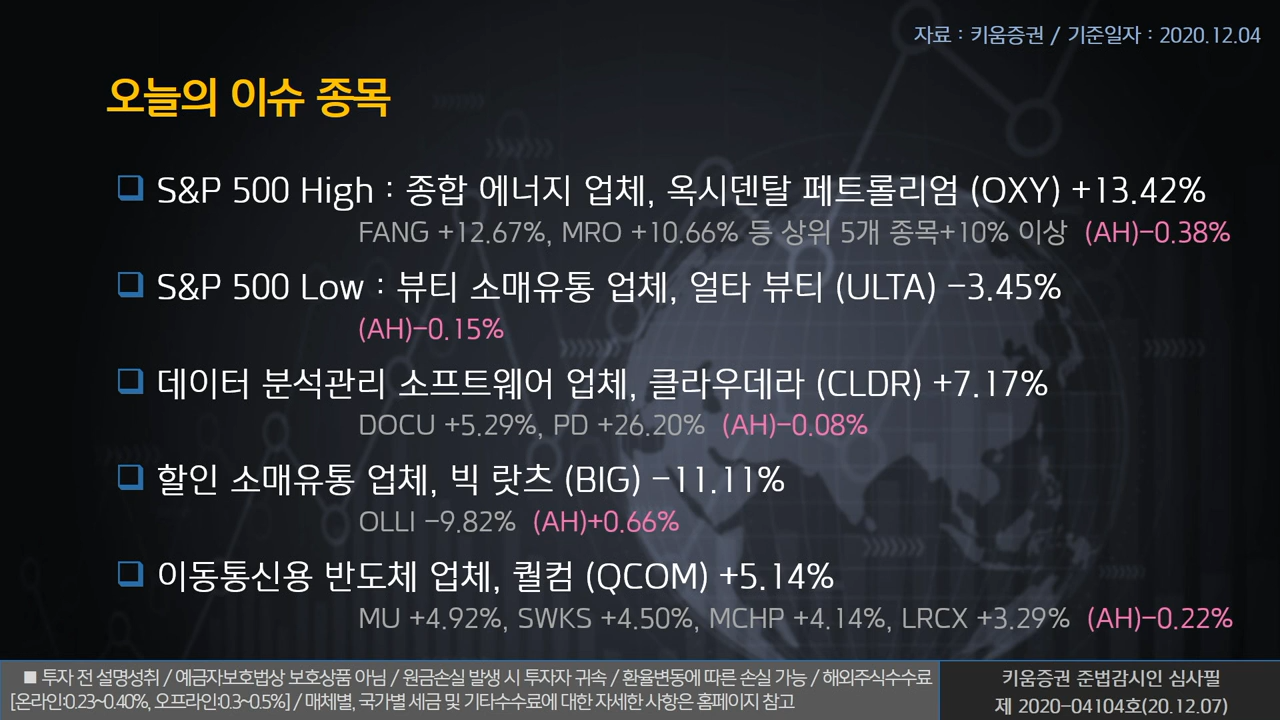 자료 : 키움증권 / 기준일자 : 2020.12.04
오늘의 이슈 종목
❑ S&P 500 High : 종합 에너지 업체, 옥시덴탈 페트롤리엄 (OXY) +13.42%
FANG +12.67%, MRO +10.66% 등 상위 5개 종목+10% 이상 (AH)-0.38%
❑ S&P 500 Low : 뷰티 소매유통 업체, 얼타 뷰티 (ULTA) -3.45%
(AH)-0.15%
❑ 데이터 분석관리 소프트웨어 업체, 클라우데라 (CLDR) +7.17%
DOCU +5.29%, PD +26.20% (AH)-0.08%
❑ 할인 소매유통 업체, 빅 랏츠 (BIG) -11.11%
OLLI -9.82% (AH)+0.66%
❑ 이동통신용 반도체 업체, 퀄컴 (QCOM) +5.14%
MU +4.92%, SWKS +4.50%, MCHP +4.14%, LRCX +3.29% (AH)-0.22%
■ 투자 전 설명성취 / 예금자보호법상 보호상품 아님 / 원금손실 발생 시 투자자 귀속 / 환율변동에 따른 손실 가능 / 해외주식수수료
[온라인:0.23~0.40%, 오프라인:0.3~0.5%] / 매체별, 국가별 세금 및 기타수수료에 대한 자세한 사항은 홈페이지 참고
키움증권 준법감시인 심사필
제 2020-04104호(20.12.07)